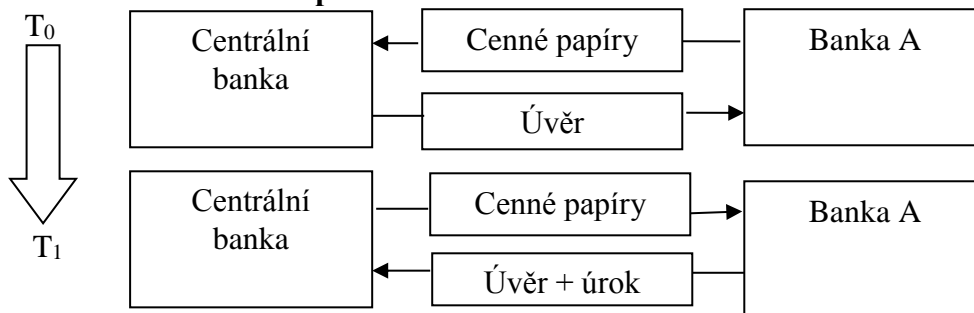 T₀
Centrální
banka
Cenné papíry
Banka A
Úvěr
Centrální
banka
Cenné papíry
Banka A
T₁
Úvěr + úrok